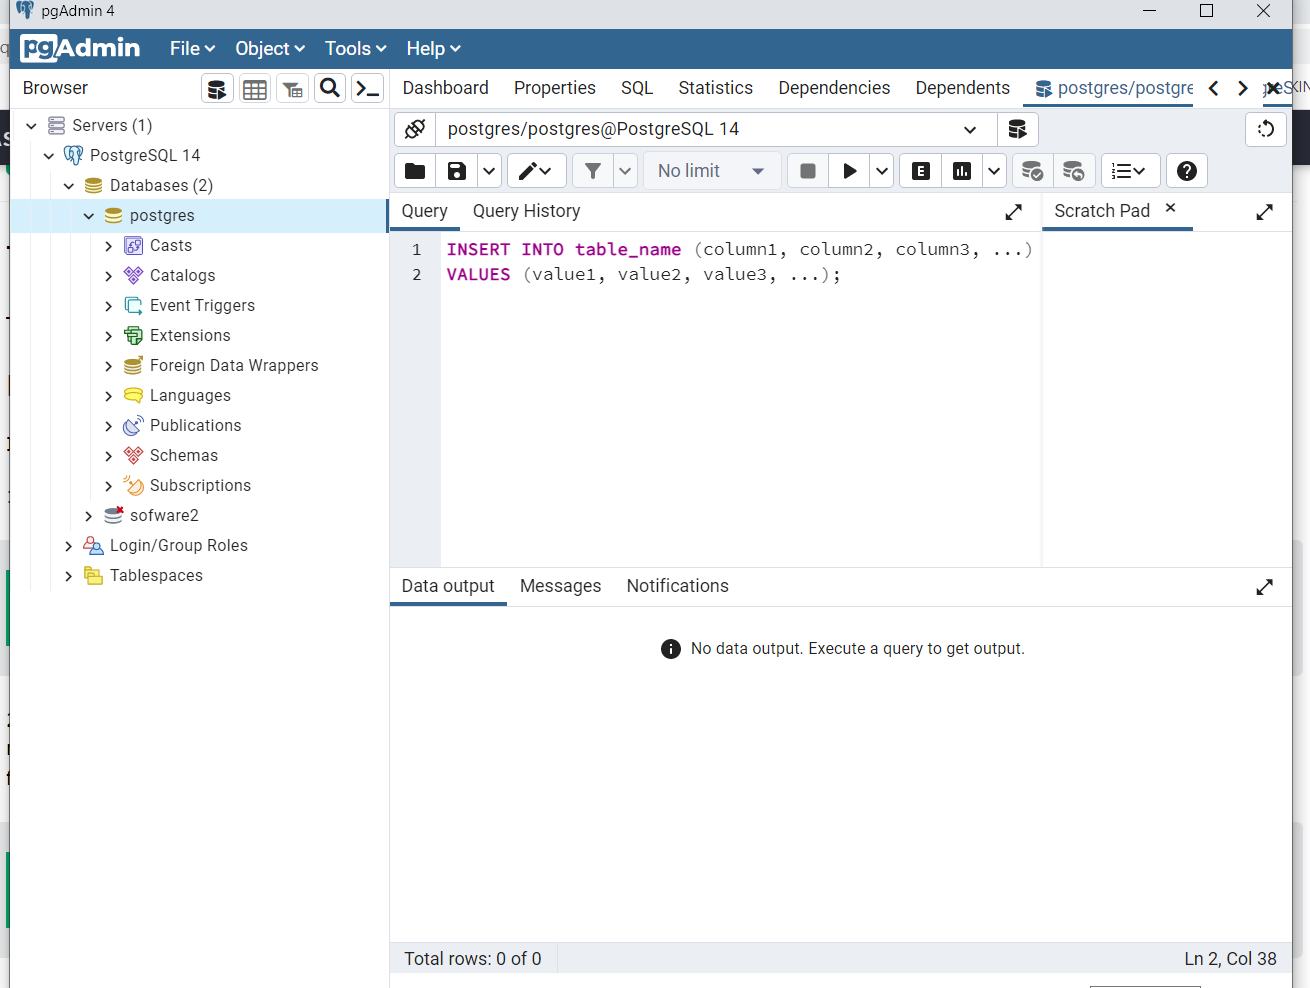 pgAdmin 4
pgAdmin File Object Tools Help
Browser
Dashboard Properties SQL Statistics Dependencies Dependents postgres/postgre
Servers (1)
postgres/postgres@PostgreSQL 14
PostgreSQL 14
No limit
E
Databases (2)
postgres
Query Query History Scratch Pad
Casts
1 INSERT INTO table_name (column1, column2, column3, ...)
Catalogs
2 VALUES (value1, value2, value3, ...);
Event Triggers
Extensions
Foreign Data Wrappers
Languages
Publications
Schemas
Subscriptions
sofware2
Login/Group Roles
Tablespaces
Data output Messages Notifications
No data output. Execute a query to get output.
Total rows: 0 of 0
Ln 2, Col 38